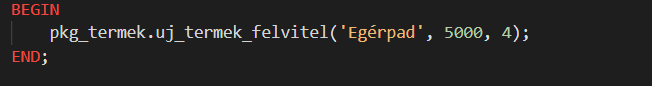 BEGIN
    pkg_termek.uj_termek_felvitel('Egérpad', 5000, 4);
END;